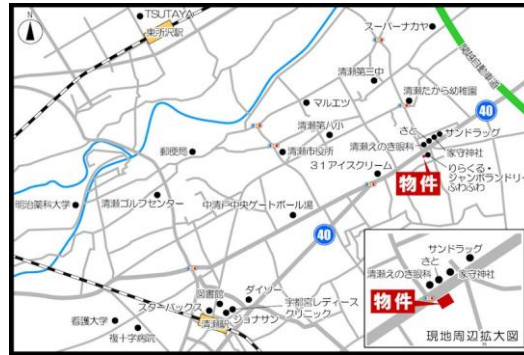 TSUTAYA
東所沢駅
スーパーナカヤ
関越自動車道
清瀬第三中
清瀬たから幼稚園
マルエツ
40
清瀬第八小
さと
サンドラッグ
郵便局
清瀬市役所
清瀬えのき眼科
家守神社
31アイスクリーム
りらくる・
ジャンボランドリー
ふわふわ
物件
明治薬科大学
清瀬ゴルフセンター
中清戸中央ゲートボール場
40
サンドラッグ
さと
清瀬えのき眼科
家守神社
物件
現地周辺拡大図
図書館
ダイソー
スターバックス
宇都宮レディース
クリニック
ジョナサン
清瀬駅
看護大学
複十字病院
N